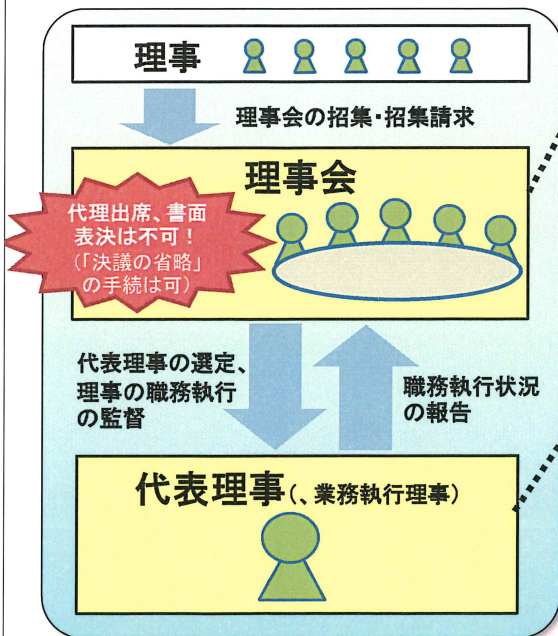 理事
理事会の招集・招集請求
理事会
代理出席、書面
表決は不可！
（「決議の省略」
の手続は可）
代表理事の選定、
理事の職務執行
の監督
職務執行状況
の報告
代表理事（、業務執行理事）